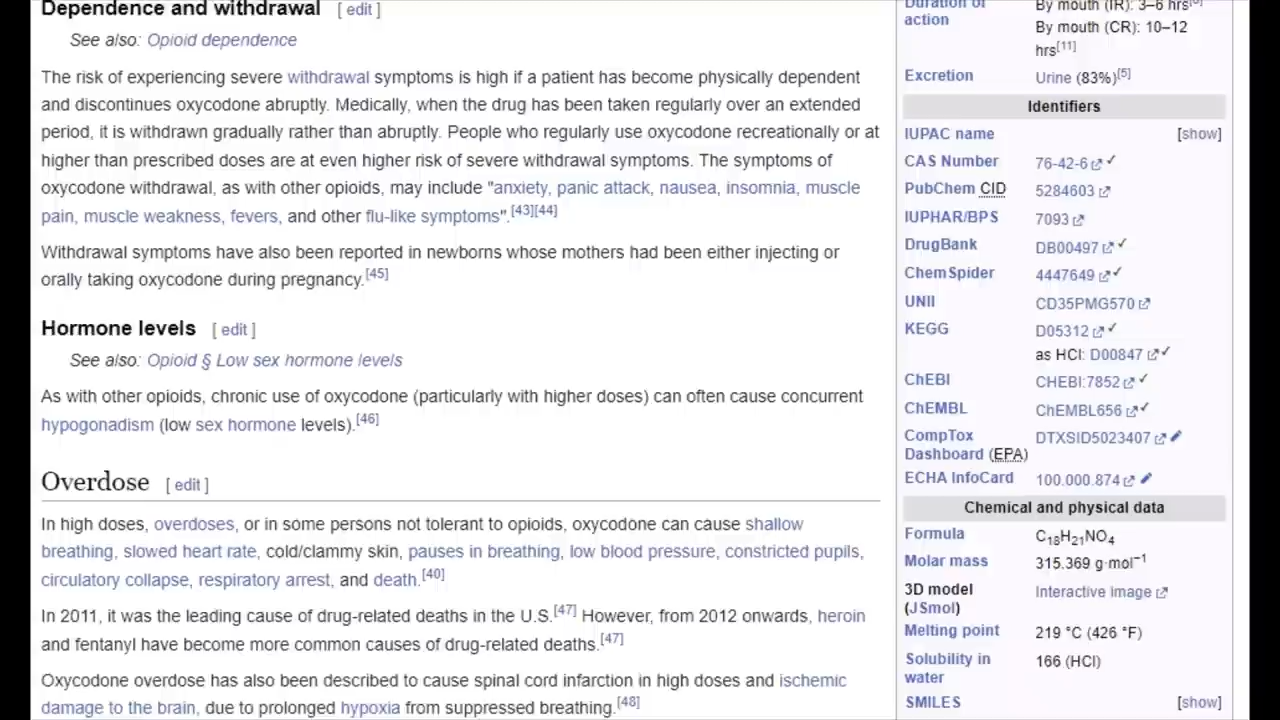 Dependence and withdrawal [ edit ]
See also: Opioid dependence
The risk of experiencing severe withdrawal symptoms is high if a patient has become physically dependent
and discontinues oxycodone abruptly. Medically, when the drug has been taken regularly over an extended
period, it is withdrawn gradually rather than abruptly. People who regularly use oxycodone recreationally or at
higher than prescribed doses are at even higher risk of severe withdrawal symptoms. The symptoms of
oxycodone withdrawal, as with other opioids, may include "anxiety, panic attack, nausea, insomnia, muscle
pain, muscle weakness, fevers, and other flu-like symptoms".[43][44]
Withdrawal symptoms have also been reported in newborns whose mothers had been either injecting or
orally taking oxycodone during pregnancy.[45]
Hormone levels [ edit ]
See also: Opioid § Low sex hormone levels
As with other opioids, chronic use of oxycodone (particularly with higher doses) can often cause concurrent
hypogonadism (low sex hormone levels).[46]
Overdose [ edit ]
In high doses, overdoses, or in some persons not tolerant to opioids, oxycodone can cause shallow
breathing, slowed heart rate, cold/clammy skin, pauses in breathing, low blood pressure, constricted pupils,
circulatory collapse, respiratory arrest, and death.[40]
In 2011, it was the leading cause of drug-related deaths in the U.S.[47] However, from 2012 onwards, heroin
and fentanyl have become more common causes of drug-related deaths.[47]
Oxycodone overdose has also been described to cause spinal cord infarction in high doses and ischemic
damage to the brain, due to prolonged hypoxia from suppressed breathing.[48]
Duration of By mouth (IR): 3–6 hrs
action By mouth (CR): 10–12
hrs[11]
Excretion Urine (83%)[5]
Identifiers
IUPAC name [show]
CAS Number 76-42-6 ✓
PubChem CID 5284603
IUPHAR/BPS 7093
DrugBank DB00497 ✓
ChemSpider 4447649 ✓
UNII CD35PMG570
KEGG D05312 ✓
as HCl: D00847 ✓
ChEBI CHEBI:7852 ✓
ChEMBL ChEMBL656 ✓
CompTox DTXSID5023407
Dashboard (EPA)
ECHA InfoCard 100.000.874
Chemical and physical data
Formula C18H21NO4
Molar mass 315.369 g·mol−1
3D model Interactive image
(JSmol)
Melting point 219 °C (426 °F)
Solubility in 166 (HCl)
water
SMILES [show]